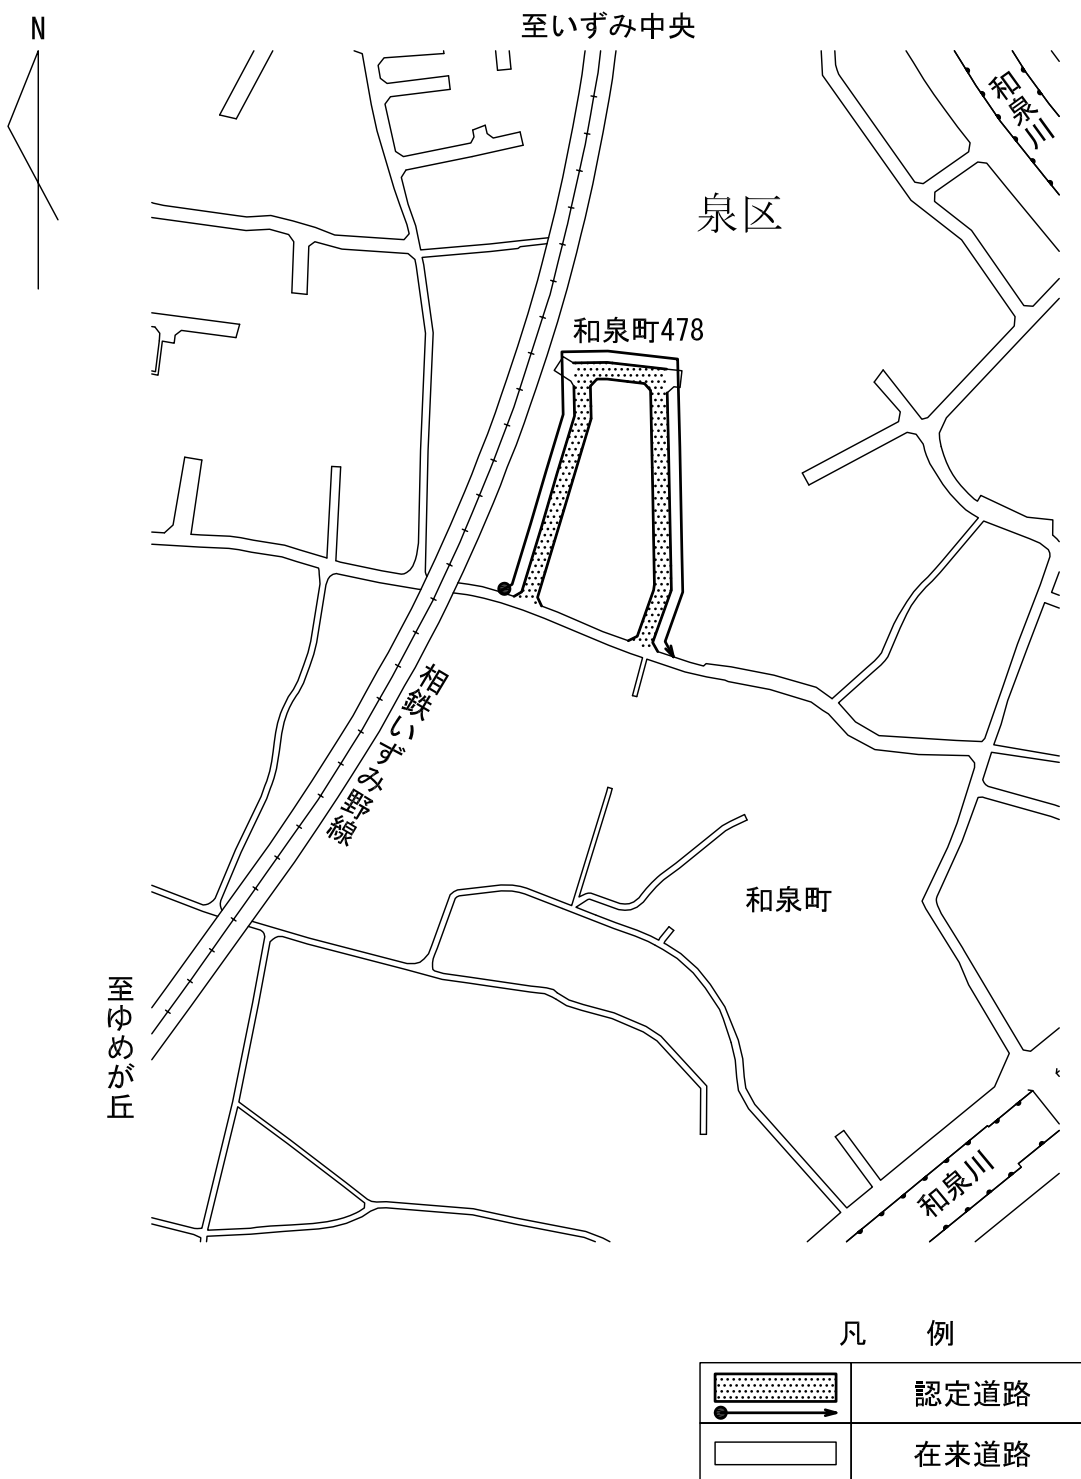 N
至いずみ中央
和泉川
泉区
和泉町478
相鉄いずみ野線
和泉町
至ゆめが丘
和泉川
凡 例
認定道路
在来道路